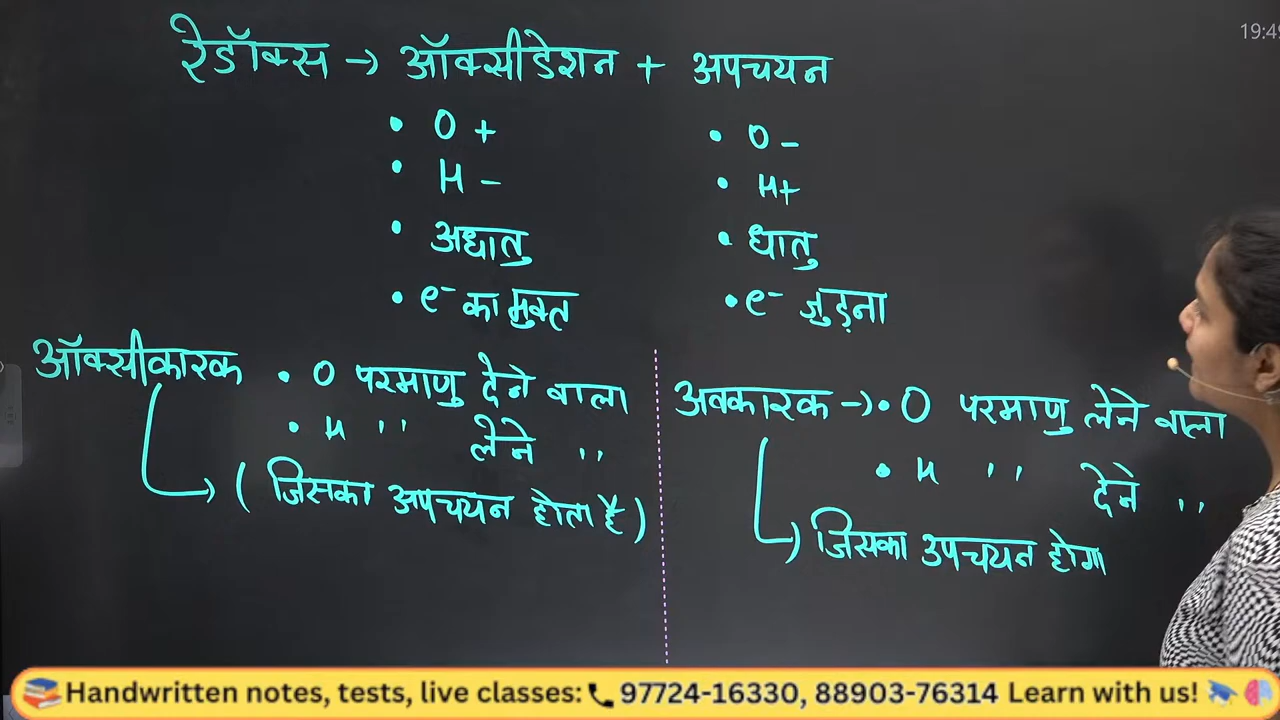 19:49
रेडॉक्स → ऑक्सीडेशन + अपचयन
• O +
• H -
• अधातु
• e⁻ का मुक्त
• O -
• H+
• धातु
• e⁻ जुड़ना
ऑक्सीकारक • O परमाणु देने वाला
• H '' लेने ''
→ ( जिसका अपचयन होता है )
अवकारक → • O परमाणु लेने वाला
• H '' देने ''
→ जिसका उपचयन होगा
📚 Handwritten notes, tests, live classes: 📞 97724-16330, 88903-76314 Learn with us! 🎓 🧠